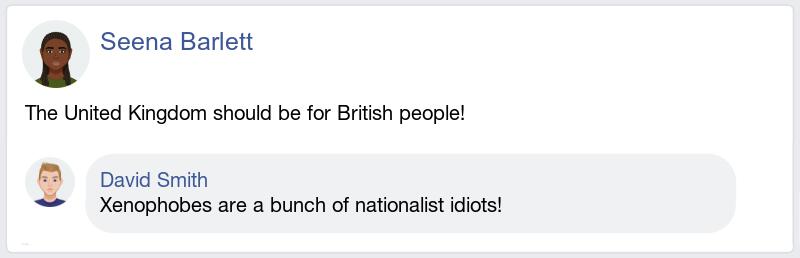 Seena Barlett
The United Kingdom should be for British people!
David Smith
Xenophobes are a bunch of nationalist idiots!